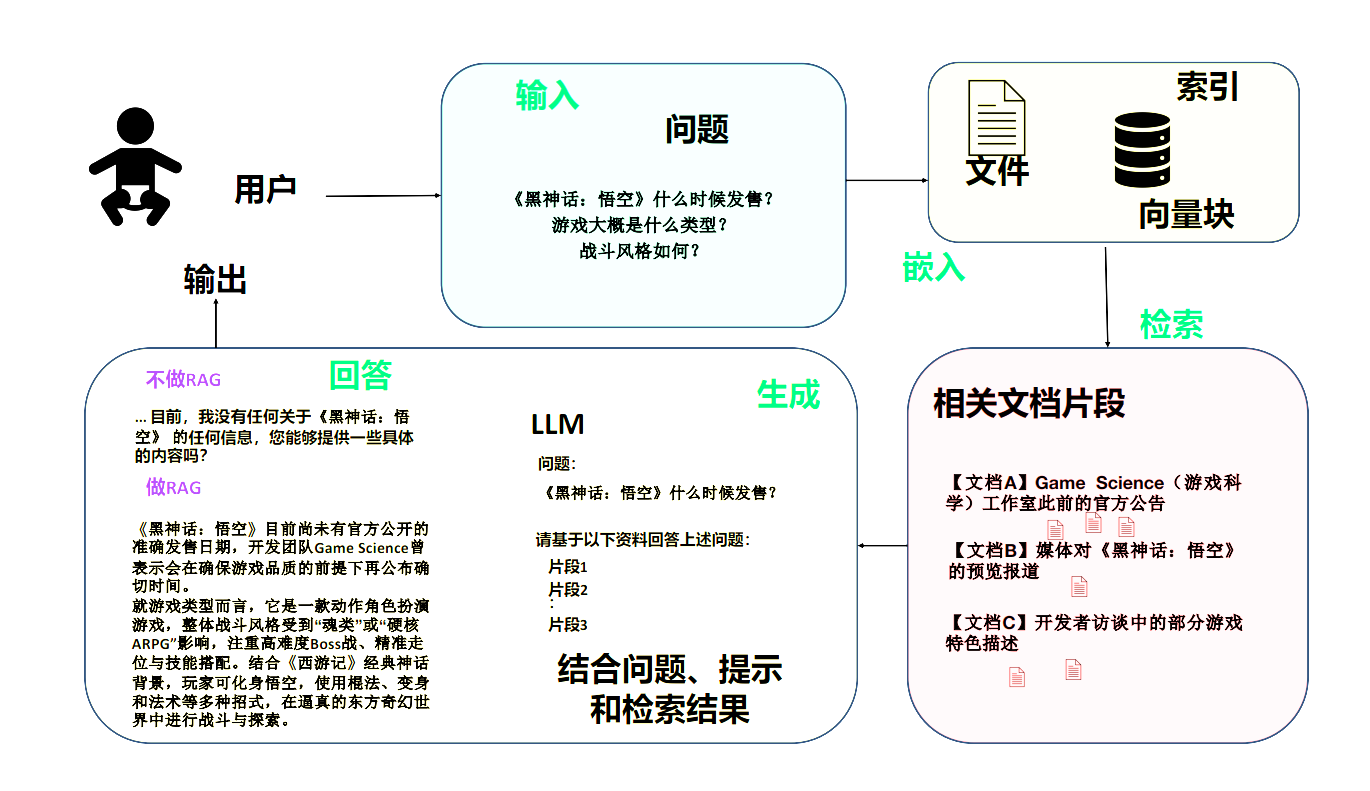 用户
输入
问题
《黑神话：悟空》什么时候发售？
游戏大概是什么类型？
战斗风格如何？
索引
文件
向量块
嵌入
检索
相关文档片段
【文档A】Game Science（游戏科
学）工作室此前的官方公告
【文档B】媒体对《黑神话：悟空》
的预览报道
【文档C】开发者访谈中的部分游戏
特色描述
生成
LLM
问题：
《黑神话：悟空》什么时候发售？
请基于以下资料回答上述问题：
片段1
片段2
：
片段3
结合问题、提示
和检索结果
回答
不做RAG
... 目前，我没有任何关于《黑神话：悟
空》 的任何信息，您能够提供一些具体
的内容吗？
做RAG
《黑神话：悟空》目前尚未有官方公开的
准确发售日期，开发团队Game Science曾
表示会在确保游戏品质的前提下再公布确
切时间。
就游戏类型而言，它是一款动作角色扮演
游戏，整体战斗风格受到“魂类”或“硬核
ARPG”影响，注重高难度Boss战、精准走
位与技能搭配。结合《西游记》经典神话
背景，玩家可化身悟空，使用棍法、变身
和法术等多种招式，在逼真的东方奇幻世
界中进行战斗与探索。
输出